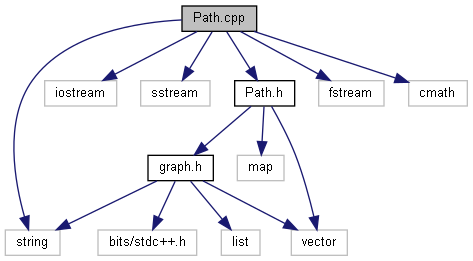 Path.cpp
iostream
sstream
Path.h
fstream
cmath
graph.h
map
string
bits/stdc++.h
list
vector